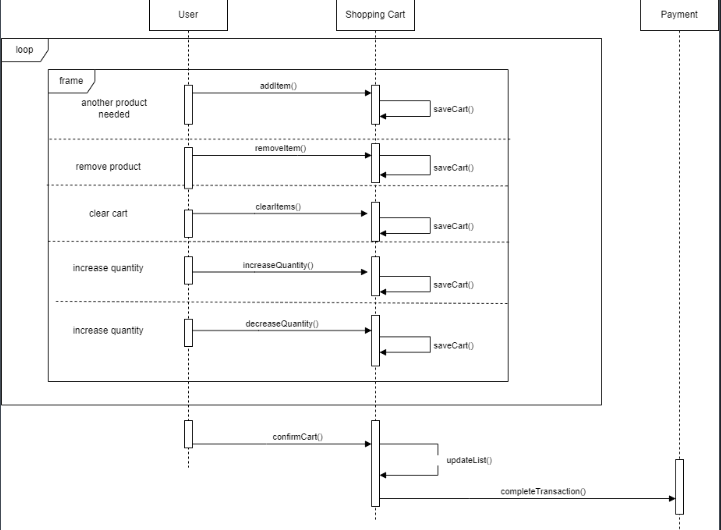 User
Shopping Cart
Payment
loop
frame
another product
needed
addItem()
saveCart()
remove product
removeItem()
saveCart()
clear cart
clearItems()
saveCart()
increase quantity
increaseQuantity()
saveCart()
increase quantity
decreaseQuantity()
saveCart()
confirmCart()
updateList()
completeTransaction()